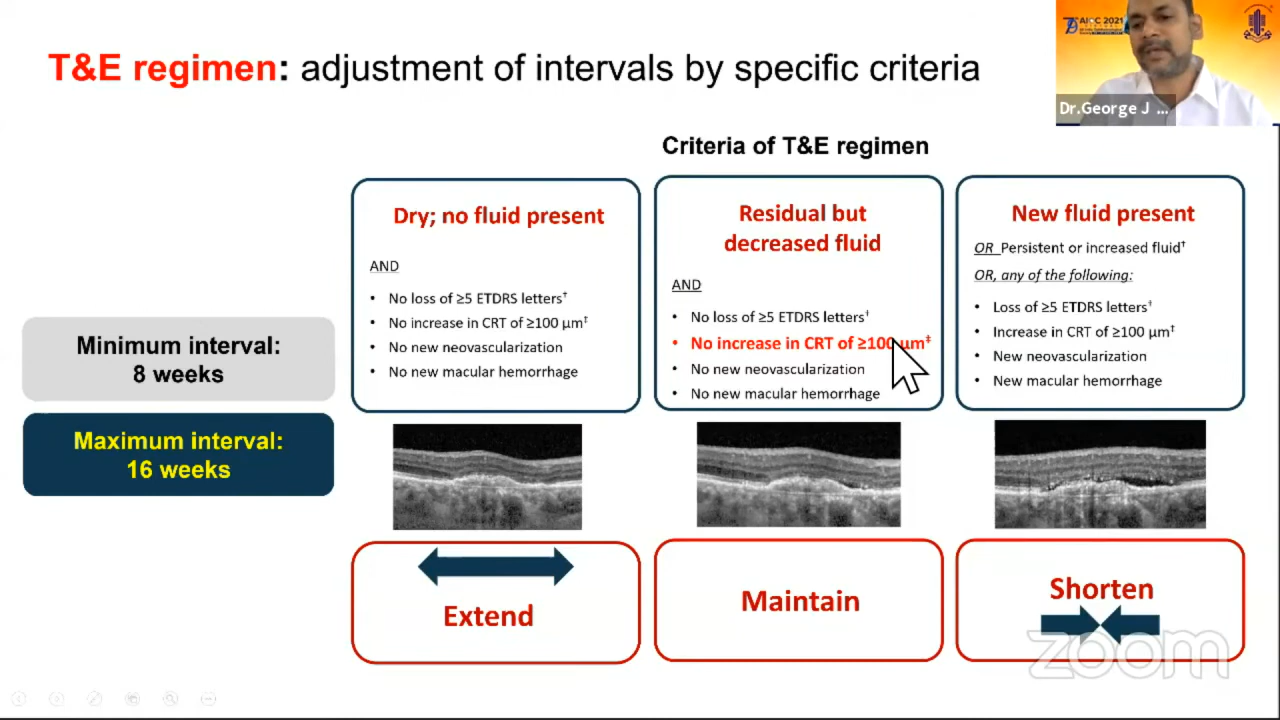 T&E regimen: adjustment of intervals by specific criteria
AIOC 2021
Dr.George J ...
Criteria of T&E regimen
Minimum interval:
8 weeks
Maximum interval:
16 weeks
Dry; no fluid present
AND
• No loss of ≥5 ETDRS letters†
• No increase in CRT of ≥100 µm‡
• No new neovascularization
• No new macular hemorrhage
Extend
Residual but
decreased fluid
AND
• No loss of ≥5 ETDRS letters†
• No increase in CRT of ≥100 µm‡
• No new neovascularization
• No new macular hemorrhage
Maintain
New fluid present
OR Persistent or increased fluid†
OR, any of the following:
• Loss of ≥5 ETDRS letters†
• Increase in CRT of ≥100 µm‡
• New neovascularization
• New macular hemorrhage
Shorten
zoom